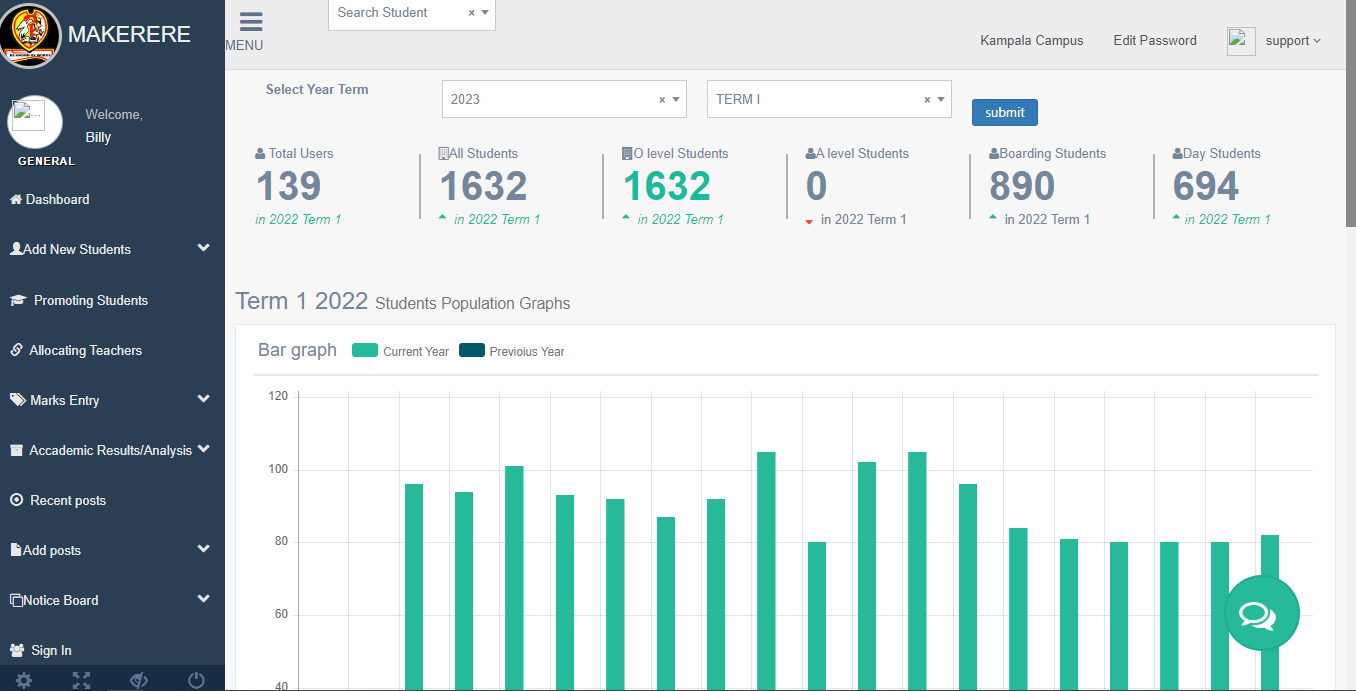 MAKERERE
MENU
Search Student
×
Kampala Campus
Edit Password
support
Welcome,
Billy
GENERAL
Dashboard
Add New Students
Promoting Students
Allocating Teachers
Marks Entry
Accademic Results/Analysis
Recent posts
Add posts
Notice Board
Sign In
Select Year Term
2023 ×
TERM I ×
submit
Total Users
139
in 2022 Term 1
All Students
1632
in 2022 Term 1
O level Students
1632
in 2022 Term 1
A level Students
0
in 2022 Term 1
Boarding Students
890
in 2022 Term 1
Day Students
694
in 2022 Term 1
Term 1 2022 Students Population Graphs
Bar graph Current Year Previoius Year
120
100
80
60
40